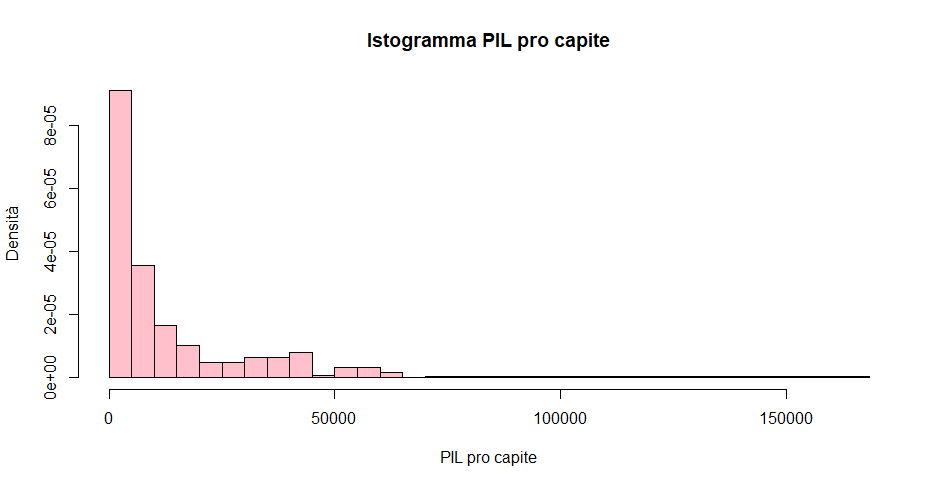 Istogramma PIL pro capite
Densità
8e-05
6e-05
4e-05
2e-05
0e+00
0
50000
100000
150000
PIL pro capite